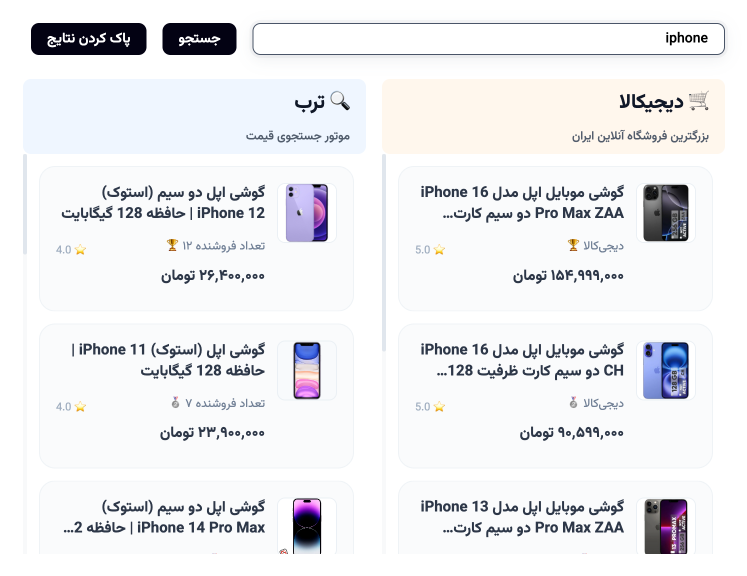 iphone
جستجو
پاک کردن نتایج
دیجیکالا
بزرگترین فروشگاه آنلاین ایران
گوشی موبایل اپل مدل iPhone 16
Pro Max ZAA دو سیم کارت...
دیجی‌کالا
5.0
۱۵۴,۹۹۹,۰۰۰ تومان
گوشی موبایل اپل مدل iPhone 16
CH دو سیم کارت ظرفیت 128...
دیجی‌کالا
5.0
۹۰,۵۹۹,۰۰۰ تومان
گوشی موبایل اپل مدل iPhone 13
Pro Max ZAA دو سیم کارت...
ترب
موتور جستجوی قیمت
گوشی اپل دو سیم (استوک)
iPhone 12 | حافظه 128 گیگابایت
تعداد فروشنده ۱۲
4.0
۲۶,۴۰۰,۰۰۰ تومان
گوشی اپل (استوک) iPhone 11 |
حافظه 128 گیگابایت
تعداد فروشنده ۷
4.0
۲۳,۹۰۰,۰۰۰ تومان
گوشی اپل دو سیم (استوک)
iPhone 14 Pro Max | حافظه 2...